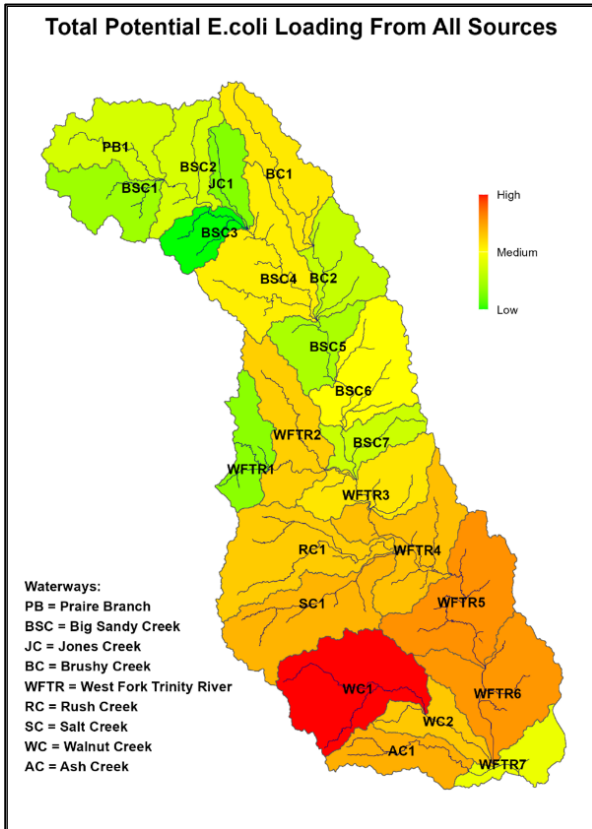 Total Potential E.coli Loading From All Sources
PB1
BSC2
BSC1
JC1
BC1
BSC3
BSC4
BC2
High
Medium
Low
BSC5
BSC6
WFTR2
BSC7
WFTR1
WFTR3
RC1
WFTR4
SC1
WFTR5
WC1
WFTR6
WC2
AC1
WFTR7
Waterways:
PB = Praire Branch
BSC = Big Sandy Creek
JC = Jones Creek
BC = Brushy Creek
WFTR = West Fork Trinity River
RC = Rush Creek
SC = Salt Creek
WC = Walnut Creek
AC = Ash Creek